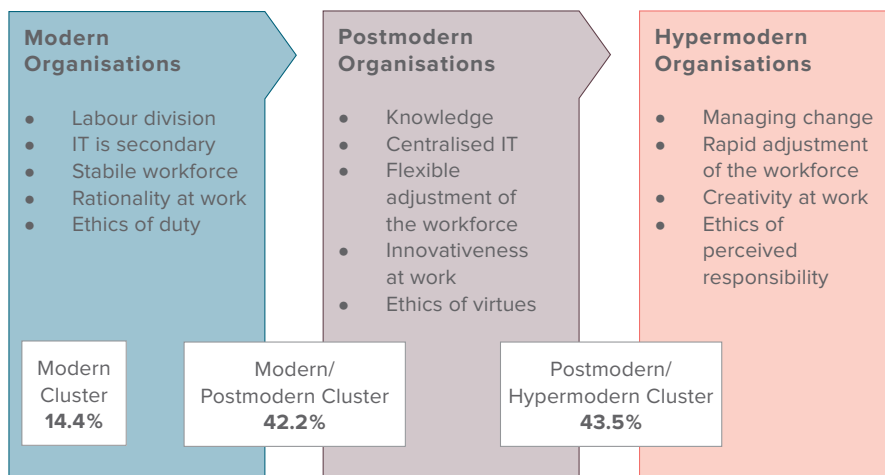 Modern
Organisations
● Labour division
● IT is secondary
● Stabile workforce
● Rationality at work
● Ethics of duty
Postmodern
Organisations
● Knowledge
● Centralised IT
● Flexible
adjustment of
the workforce
● Innovativeness
at work
● Ethics of virtues
Hypermodern
Organisations
● Managing change
● Rapid adjustment
of the workforce
● Creativity at work
● Ethics of
perceived
responsibility
Modern
Cluster
14.4%
Modern/
Postmodern Cluster
42.2%
Postmodern/
Hypermodern Cluster
43.5%